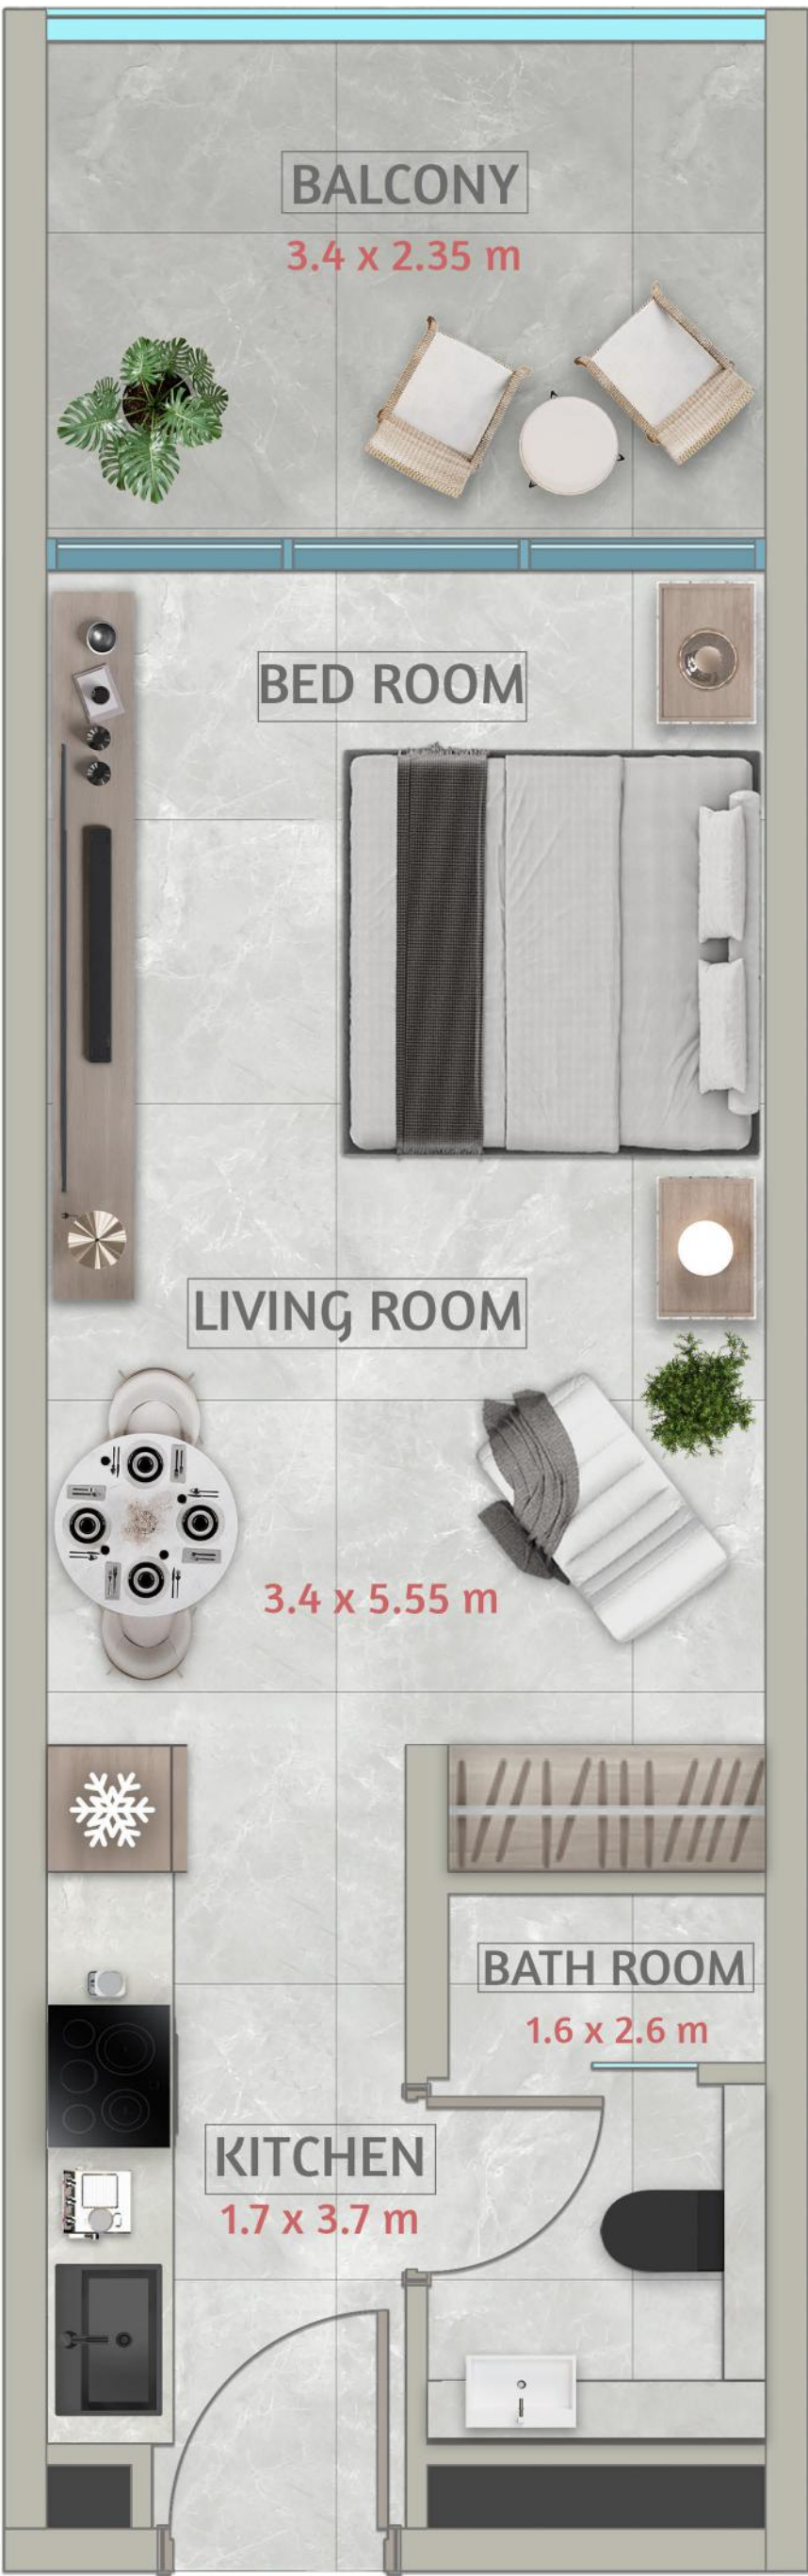 BALCONY
3.4 x 2.35 m
BED ROOM
LIVING ROOM
3.4 x 5.55 m
BATH ROOM
1.6 x 2.6 m
KITCHEN
1.7 x 3.7 m